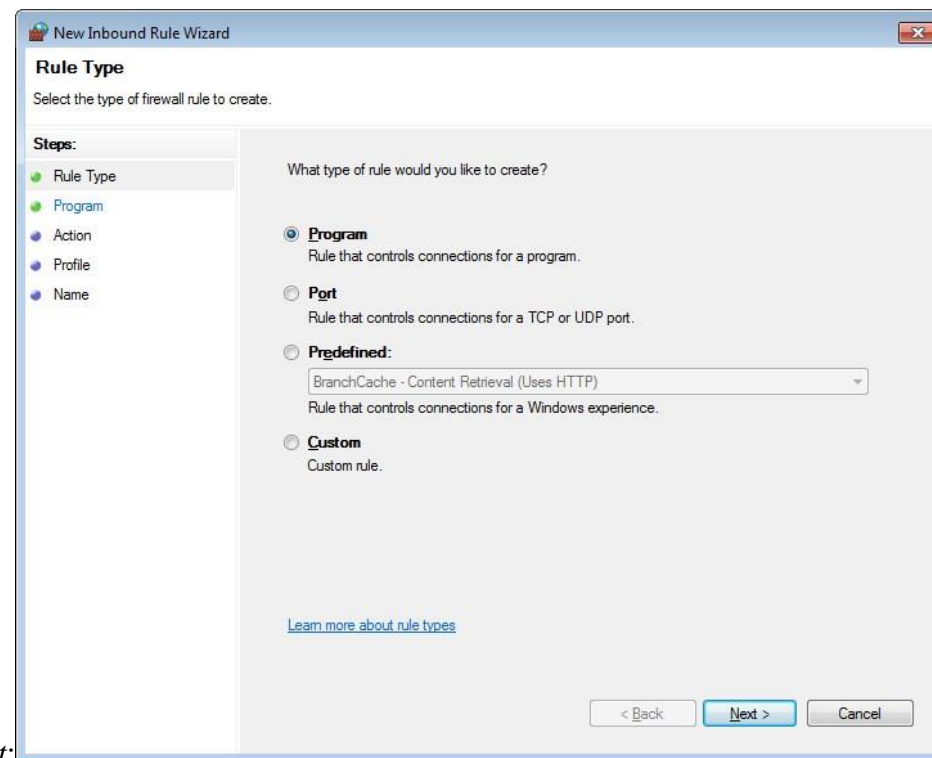 New Inbound Rule Wizard
Rule Type
Select the type of firewall rule to create.
Steps:
Rule Type
Program
Action
Profile
Name
What type of rule would you like to create?
Program
Rule that controls connections for a program.
Port
Rule that controls connections for a TCP or UDP port.
Predefined:
BranchCache - Content Retrieval (Uses HTTP)
Rule that controls connections for a Windows experience.
Custom
Custom rule.
Learn more about rule types
< Back Next > Cancel
t: